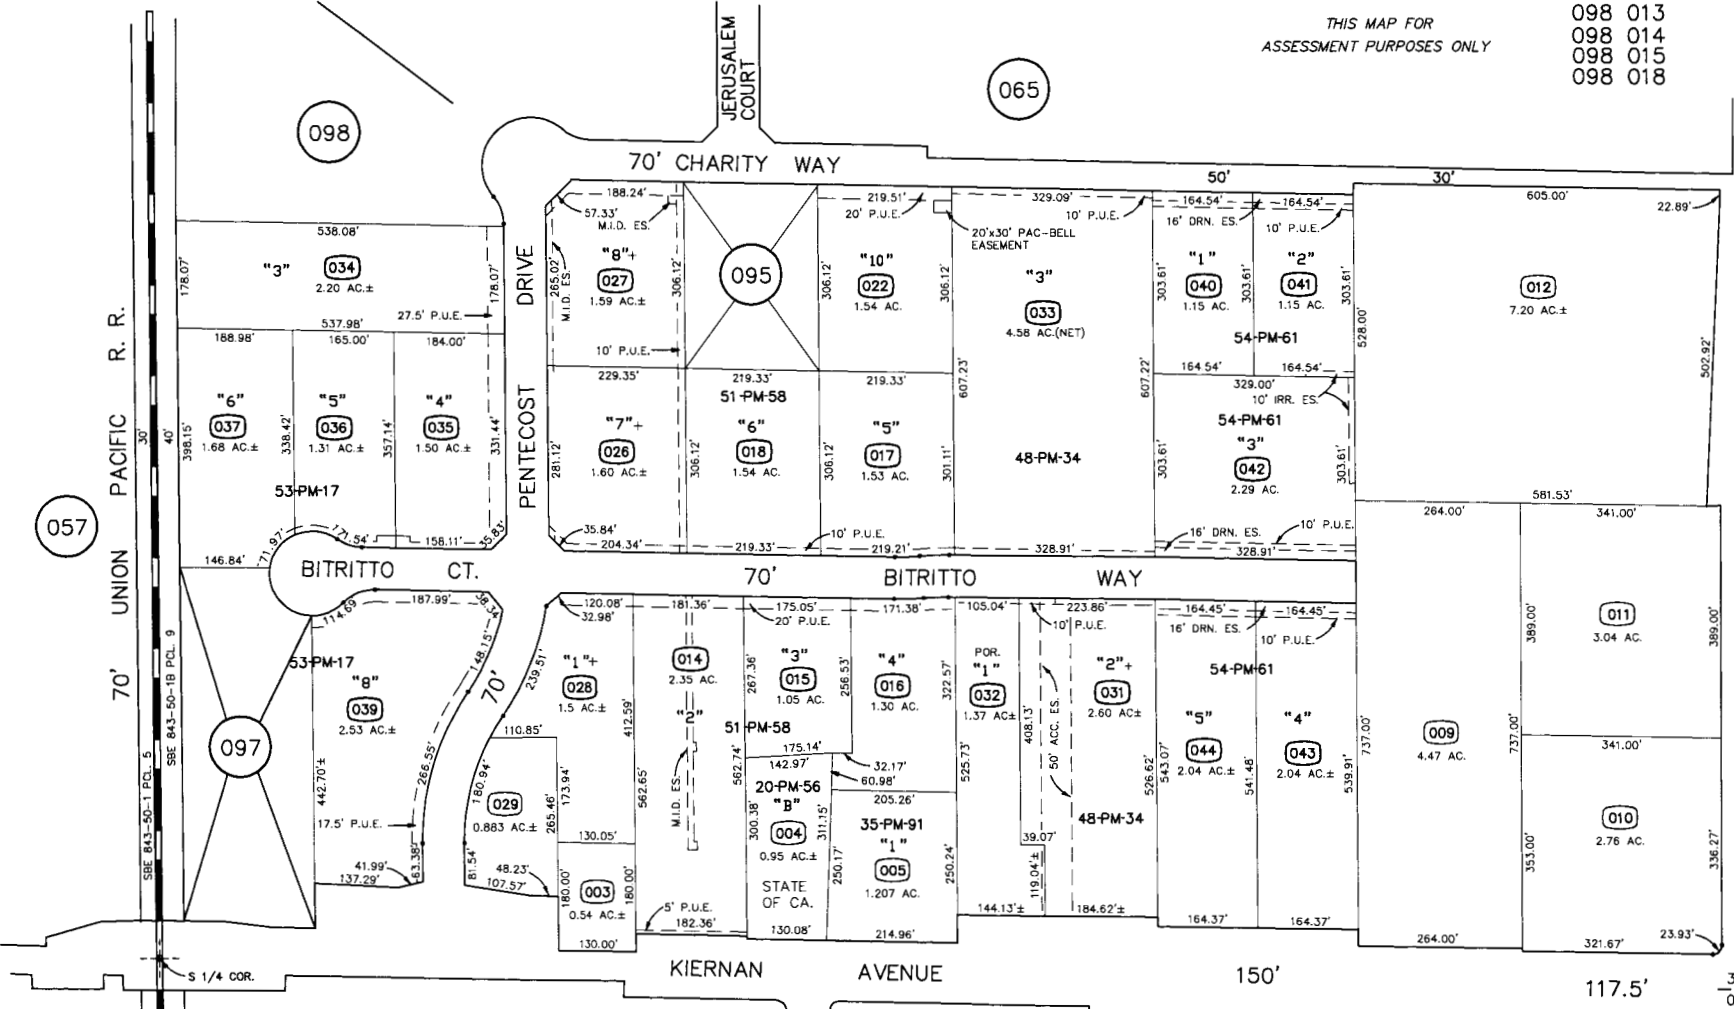 THIS MAP FOR
ASSESSMENT PURPOSES ONLY
098 013
098 014
098 015
098 018
065
098
JERUSALEM
COURT
70' CHARITY WAY
50'
30'
605.00'
22.89'
188.24'
57.33'
M.I.D. ES.
219.51'
20' P.U.E.
329.09'
10' P.U.E.
20'x30' PAC-BELL
EASEMENT
164.54'
164.54'
16' DRN. ES.
10' P.U.E.
538.08'
178.07'
"3"
034
2.20 AC.±
178.07'
27.5' P.U.E.
537.98'
PENTECOST DRIVE
265.02'
M.I.D. ES.
"8"+
027
1.59 AC.±
306.12'
10' P.U.E.
229.35'
095
306.12'
"10"
022
1.54 AC.
306.12'
"3"
033
4.58 AC.(NET)
607.23'
607.22'
48-PM-34
303.61'
"1"
040
1.15 AC.
303.61'
"2"
041
1.15 AC.
303.61'
54-PM-61
528.00'
164.54'
164.54'
329.00'
10' IRR. ES.
54-PM-61
"3"
042
2.29 AC.
303.61'
303.61'
012
7.20 AC.±
502.92'
581.53'
188.98'
165.00'
184.00'
398.15'
"6"
037
1.68 AC.±
338.42'
"5"
036
1.31 AC.±
357.14'
"4"
035
1.50 AC.±
331.44'
53-PM-17
281.12'
"7"+
026
1.60 AC.±
219.33'
51-PM-58
306.12'
"6"
018
1.54 AC.
219.33'
306.12'
"5"
017
1.53 AC.
301.11'
057
70' UNION PACIFIC R. R.
30'
40'
146.84'
71.97'
71.54'
158.11'
35.83'
35.84'
204.34'
219.33'
10' P.U.E.
219.21'
328.91'
16' DRN. ES.
10' P.U.E.
328.91'
BITRITTO CT.
70' BITRITTO WAY
264.00'
341.00'
114.69'
187.99'
38.34'
120.08'
32.98'
181.36'
175.05'
20' P.U.E.
171.38'
105.04'
223.86'
10' P.U.E.
164.45'
16' DRN. ES.
164.45'
10' P.U.E.
SBE 843-50-1 PCL. 5
SBE 843-50-1B PCL. 9
097
53-PM-17
"8"
039
2.53 AC.±
442.70'±
148.15'
266.55'
17.5' P.U.E.
63.38'
41.99'
137.29'
70'
239.51'
110.85'
180.94'
81.54'
029
0.883 AC.±
48.23'
107.57'
"1"+
028
1.5 AC.±
412.59'
173.94'
265.46'
130.05'
180.00'
003
0.54 AC.±
180.00'
130.00'
014
2.35 AC.
"2"
M.I.D. ES.
562.65'
562.74'
5' P.U.E.
182.36'
51-PM-58
267.36'
"3"
015
1.05 AC.
256.53'
175.14'
142.97'
32.17'
60.98'
20-PM-56
"B"
004
0.95 AC.±
300.38'
311.15'
STATE
OF CA.
130.08'
"4"
016
1.30 AC.
322.57'
205.26'
35-PM-91
"1"
005
1.207 AC.
250.17'
250.24'
214.96'
525.73'
POR.
"1"
032
1.37 AC±
408.13'
50' ACC. ES.
39.07'
119.04'±
144.13'±
"2"+
031
2.60 AC±
48-PM-34
526.62'
184.62'±
543.07'
54-PM-61
"5"
044
2.04 AC.±
541.48'
164.37'
"4"
043
2.04 AC.±
539.91'
164.37'
737.00'
009
4.47 AC.
737.00'
264.00'
389.00'
011
3.04 AC.
389.00'
341.00'
353.07'
010
2.76 AC.
336.27'
321.67'
23.93'
S 1/4 COR.
KIERNAN AVENUE
150'
117.5'